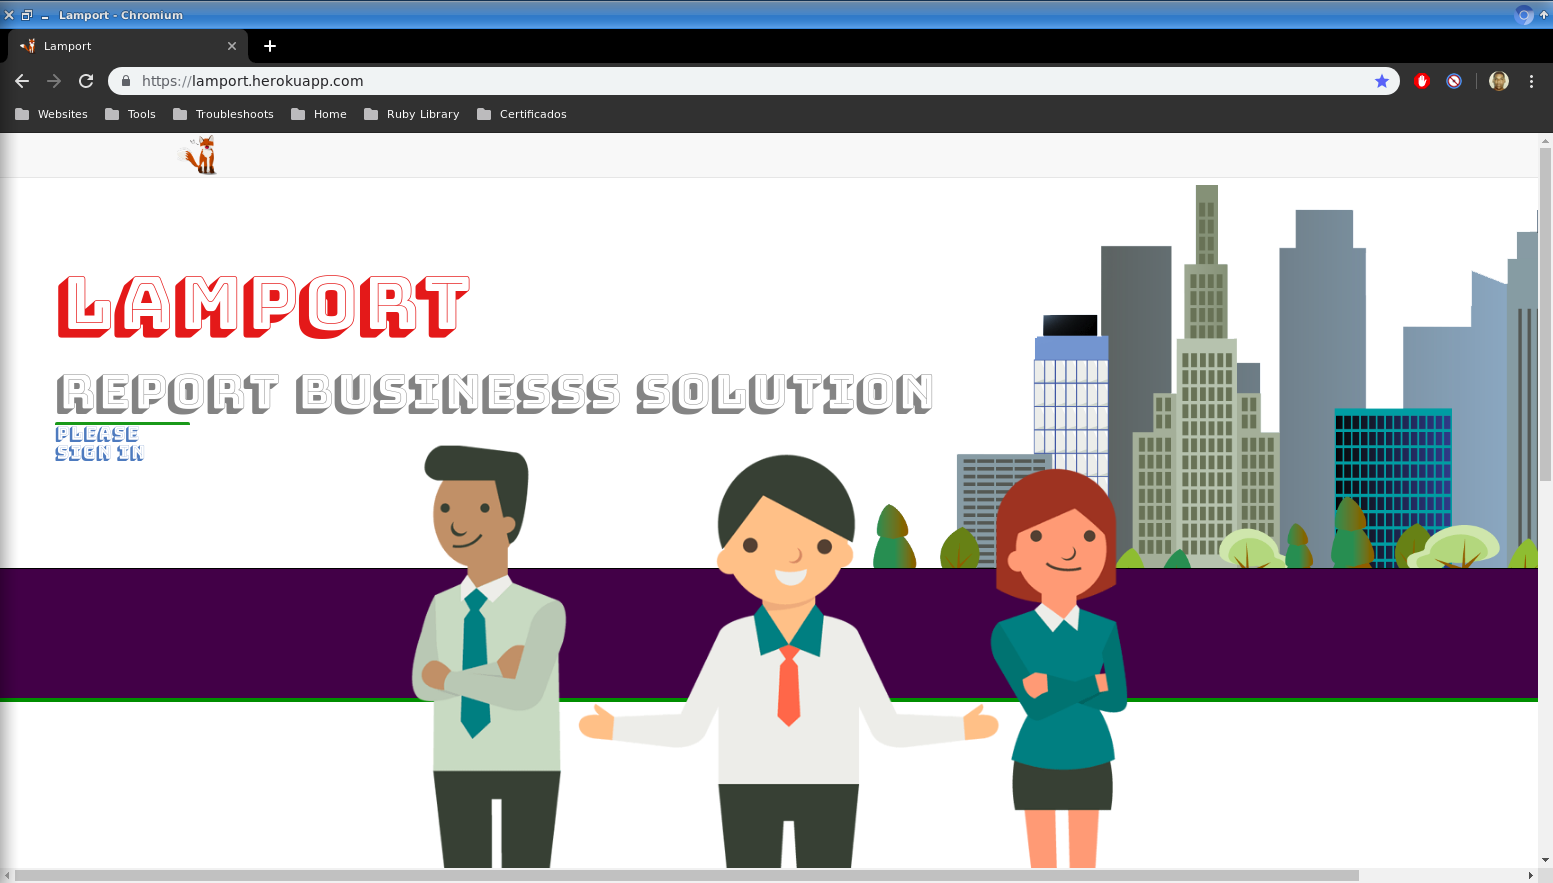 Lamport - Chromium
Lamport
https://lamport.herokuapp.com
Websites Tools Troubleshoots Home Ruby Library Certificados
LAMPORT
REPORT BUSINESSS SOLUTION
PLEASE
SIGN IN